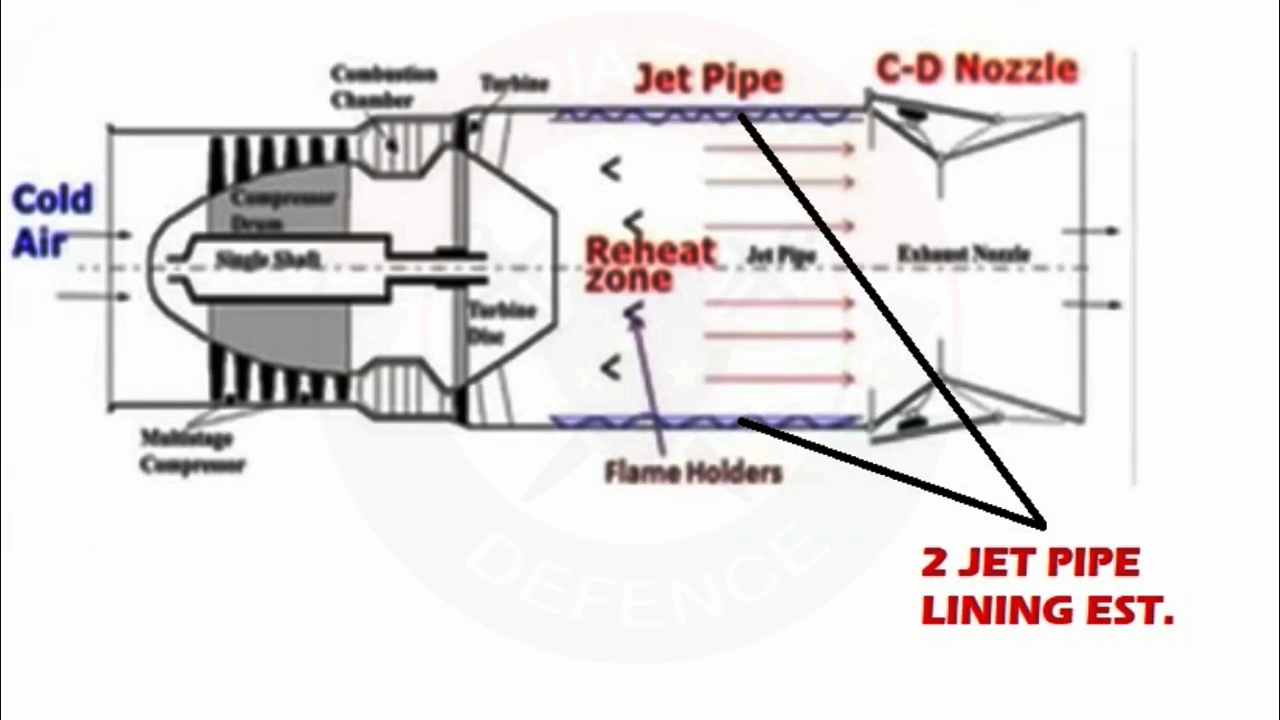 Combustion
Chamber
Turbine
Jet Pipe
C-D Nozzle
Cold
Air
Compressor
Drum
Single Shaft
Reheat
zone
Jet Pipe
Exhaust Nozzle
Turbine
Disc
Multistage
Compressor
Flame Holders
DEFENCE
2 JET PIPE
LINING EST.